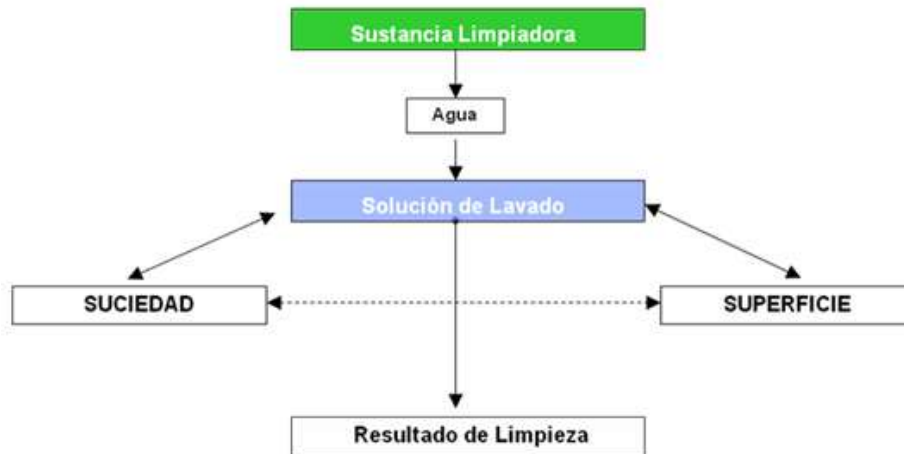 Sustancia Limpiadora
Agua
Solución de Lavado
SUCIEDAD
SUPERFICIE
Resultado de Limpieza